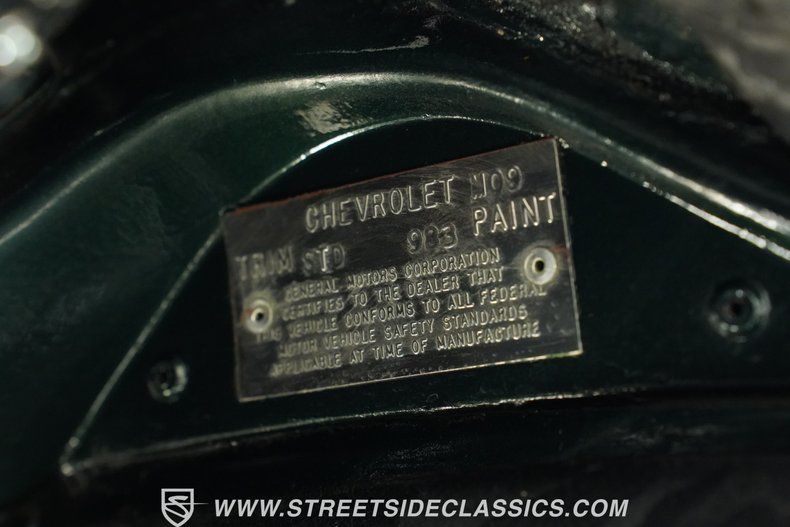 CHEVROLET M09
TRIM STD 983 PAINT
GENERAL MOTORS CORPORATION
CERTIFIES TO THE DEALER THAT
THIS VEHICLE CONFORMS TO ALL FEDERAL
MOTOR VEHICLE SAFETY STANDARDS
APPLICABLE AT TIME OF MANUFACTURE
WWW.STREETSIDECLASSICS.COM